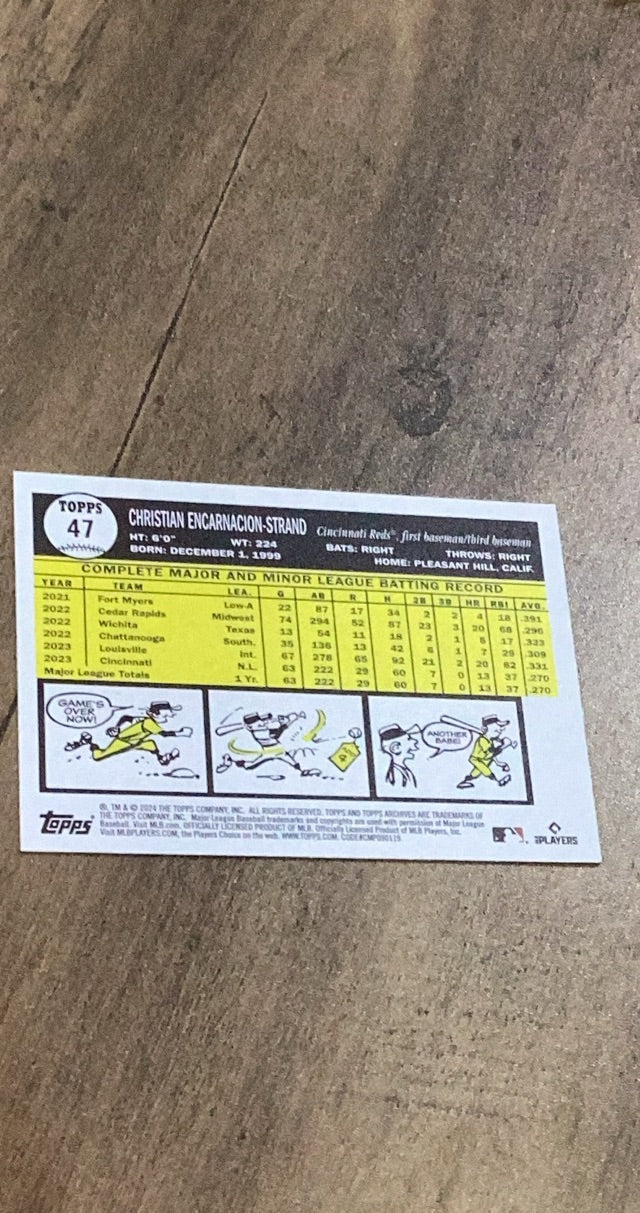 TOPPS
47
CHRISTIAN ENCARNACION-STRAND Cincinnati Reds®, first baseman/third baseman
HT: 6'0" WT: 224 BATS: RIGHT THROWS: RIGHT
BORN: DECEMBER 1, 1999 HOME: PLEASANT HILL, CALIF.
COMPLETE MAJOR AND MINOR LEAGUE BATTING RECORD
YEAR TEAM LEA. G AB R H 2B 3B HR RBI AVG.
2021 Fort Myers Low-A 22 87 17 34 2 2 4 18 .391
2022 Cedar Rapids Midwest 74 294 52 87 23 3 20 68 .296
2022 Wichita Texas 13 54 11 18 2 1 5 17 .323
2022 Chattanooga South. 35 136 13 42 6 1 7 29 .309
2023 Louisville Int. 67 278 65 92 21 2 20 62 .331
2023 Cincinnati N.L. 63 222 29 60 7 0 13 37 .270
Major League Totals 1 Yr. 63 222 29 60 7 0 13 37 .270
GAME'S
OVER
NOW!
ANOTHER
BABE!
®, TM & © 2024 THE TOPPS COMPANY, INC. ALL RIGHTS RESERVED. TOPPS AND TOPPS ARCHIVES ARE TRADEMARKS OF
THE TOPPS COMPANY, INC. Major League Baseball trademarks and copyrights are used with permission of Major League
Baseball. Visit MLB.com. OFFICIALLY LICENSED PRODUCT OF MLB. Officially Licensed Product of MLB Players, Inc.
Visit MLBPLAYERS.COM, the Players Choice on the web. WWW.TOPPS.COM. CODE#CMP090119
Topps
PLAYERS